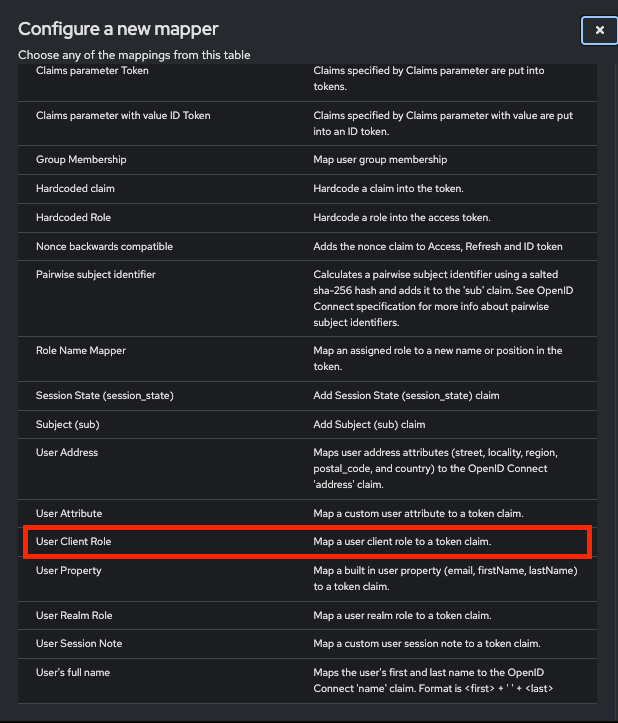 Configure a new mapper
Choose any of the mappings from this table
Claims parameter Token
Claims specified by Claims parameter are put into
tokens.
Claims parameter with value ID Token
Claims specified by Claims parameter with value are put
into an ID token.
Group Membership
Map user group membership
Hardcoded claim
Hardcode a claim into the token.
Hardcoded Role
Hardcode a role into the access token.
Nonce backwards compatible
Adds the nonce claim to Access, Refresh and ID token
Pairwise subject identifier
Calculates a pairwise subject identifier using a salted
sha-256 hash and adds it to the 'sub' claim. See OpenID
Connect specification for more info about pairwise
subject identifiers.
Role Name Mapper
Map an assigned role to a new name or position in the
token.
Session State (session_state)
Add Session State (session_state) claim
Subject (sub)
Add Subject (sub) claim
User Address
Maps user address attributes (street, locality, region,
postal_code, and country) to the OpenID Connect
'address' claim.
User Attribute
Map a custom user attribute to a token claim.
User Client Role
Map a user client role to a token claim.
User Property
Map a built in user property (email, firstName, lastName)
to a token claim.
User Realm Role
Map a user realm role to a token claim.
User Session Note
Map a custom user session note to a token claim.
User's full name
Maps the user's first and last name to the OpenID
Connect 'name' claim. Format is <first> + ' ' + <last>